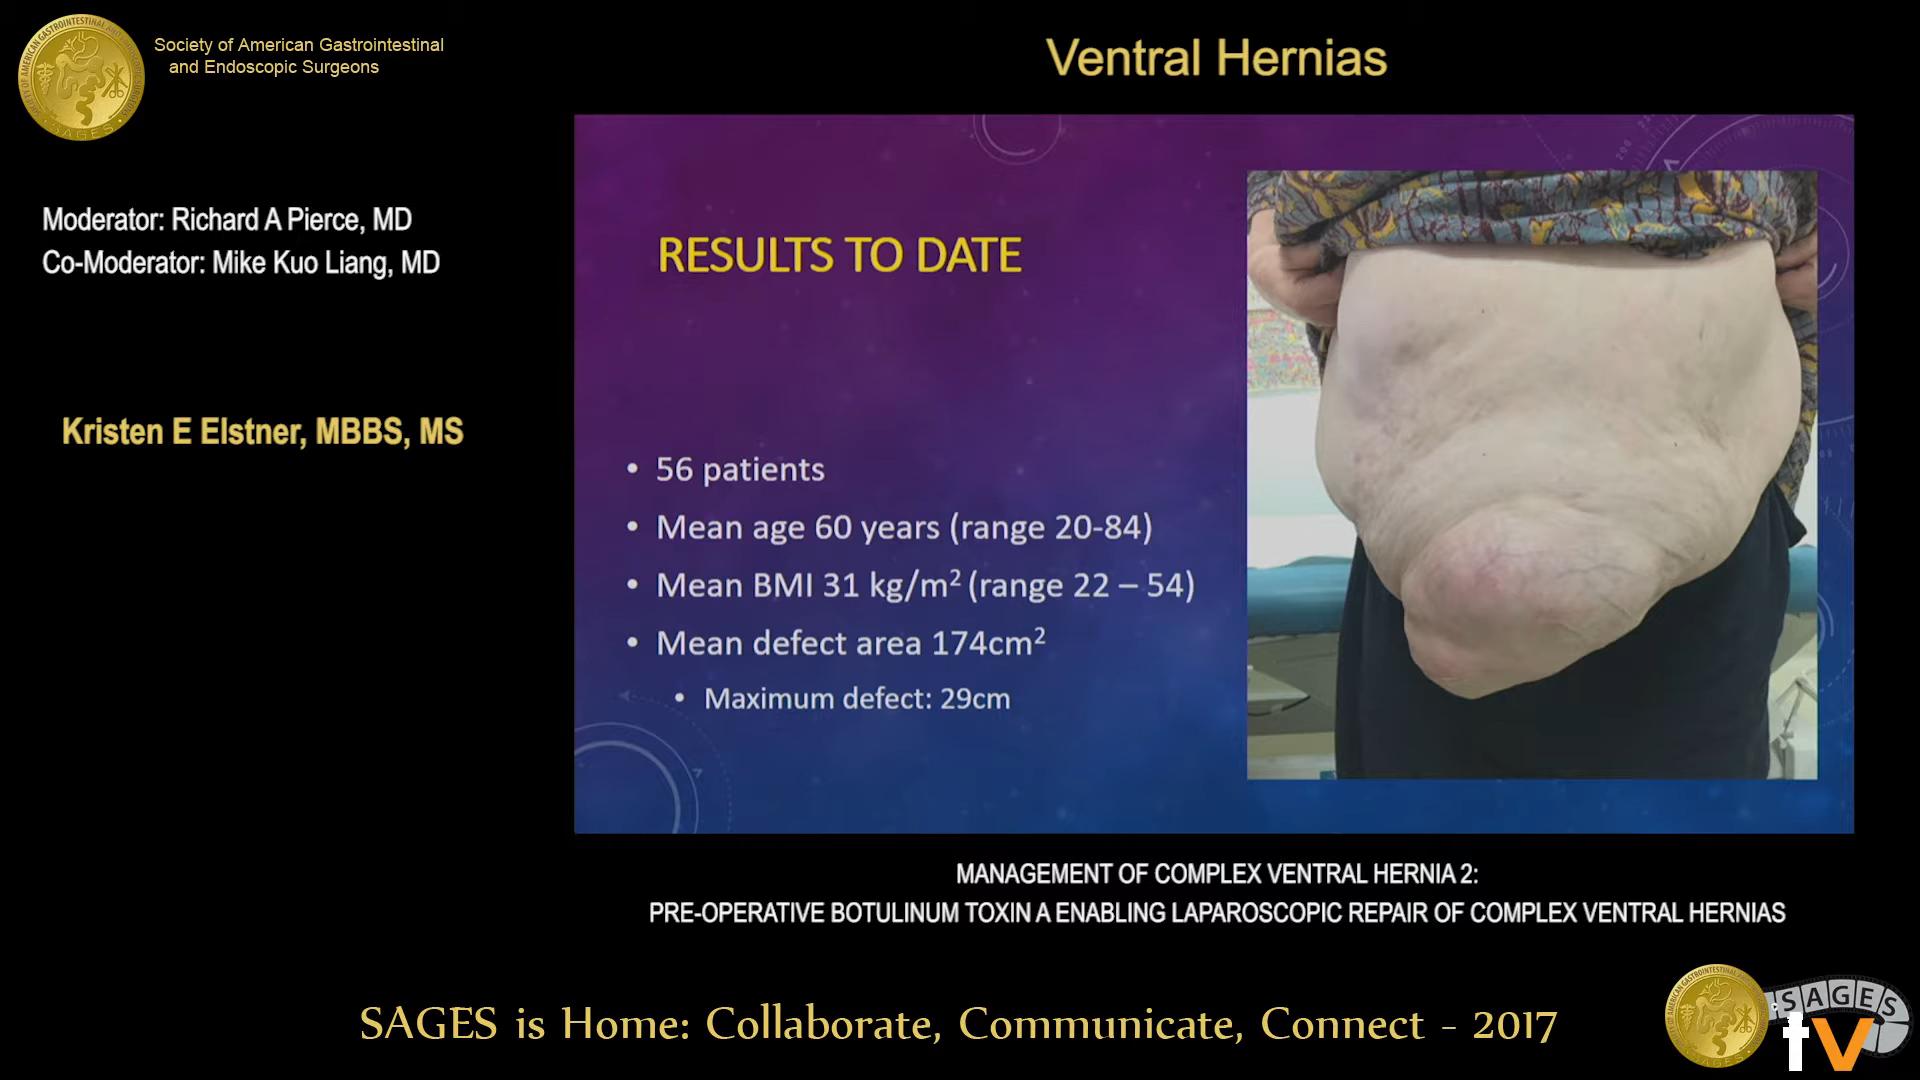 Society of American Gastrointestinal
and Endoscopic Surgeons
Ventral Hernias
Moderator: Richard A Pierce, MD
Co-Moderator: Mike Kuo Liang, MD
Kristen E Elstner, MBBS, MS
RESULTS TO DATE
• 56 patients
• Mean age 60 years (range 20-84)
• Mean BMI 31 kg/m² (range 22 – 54)
• Mean defect area 174cm²
• Maximum defect: 29cm
MANAGEMENT OF COMPLEX VENTRAL HERNIA 2:
PRE-OPERATIVE BOTULINUM TOXIN A ENABLING LAPAROSCOPIC REPAIR OF COMPLEX VENTRAL HERNIAS
SAGES is Home: Collaborate, Communicate, Connect - 2017
SAGES
tv